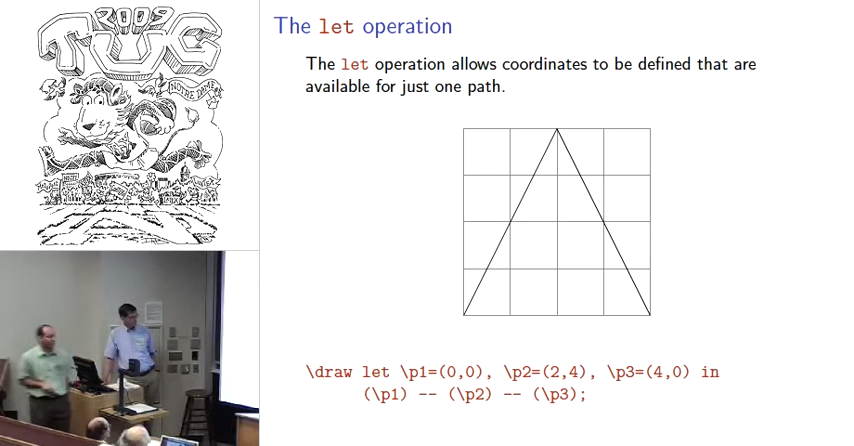 2009
TUG
NOTRE DAME
The let operation
The let operation allows coordinates to be defined that are
available for just one path.
\draw let \p1=(0,0), \p2=(2,4), \p3=(4,0) in
(\p1) -- (\p2) -- (\p3);